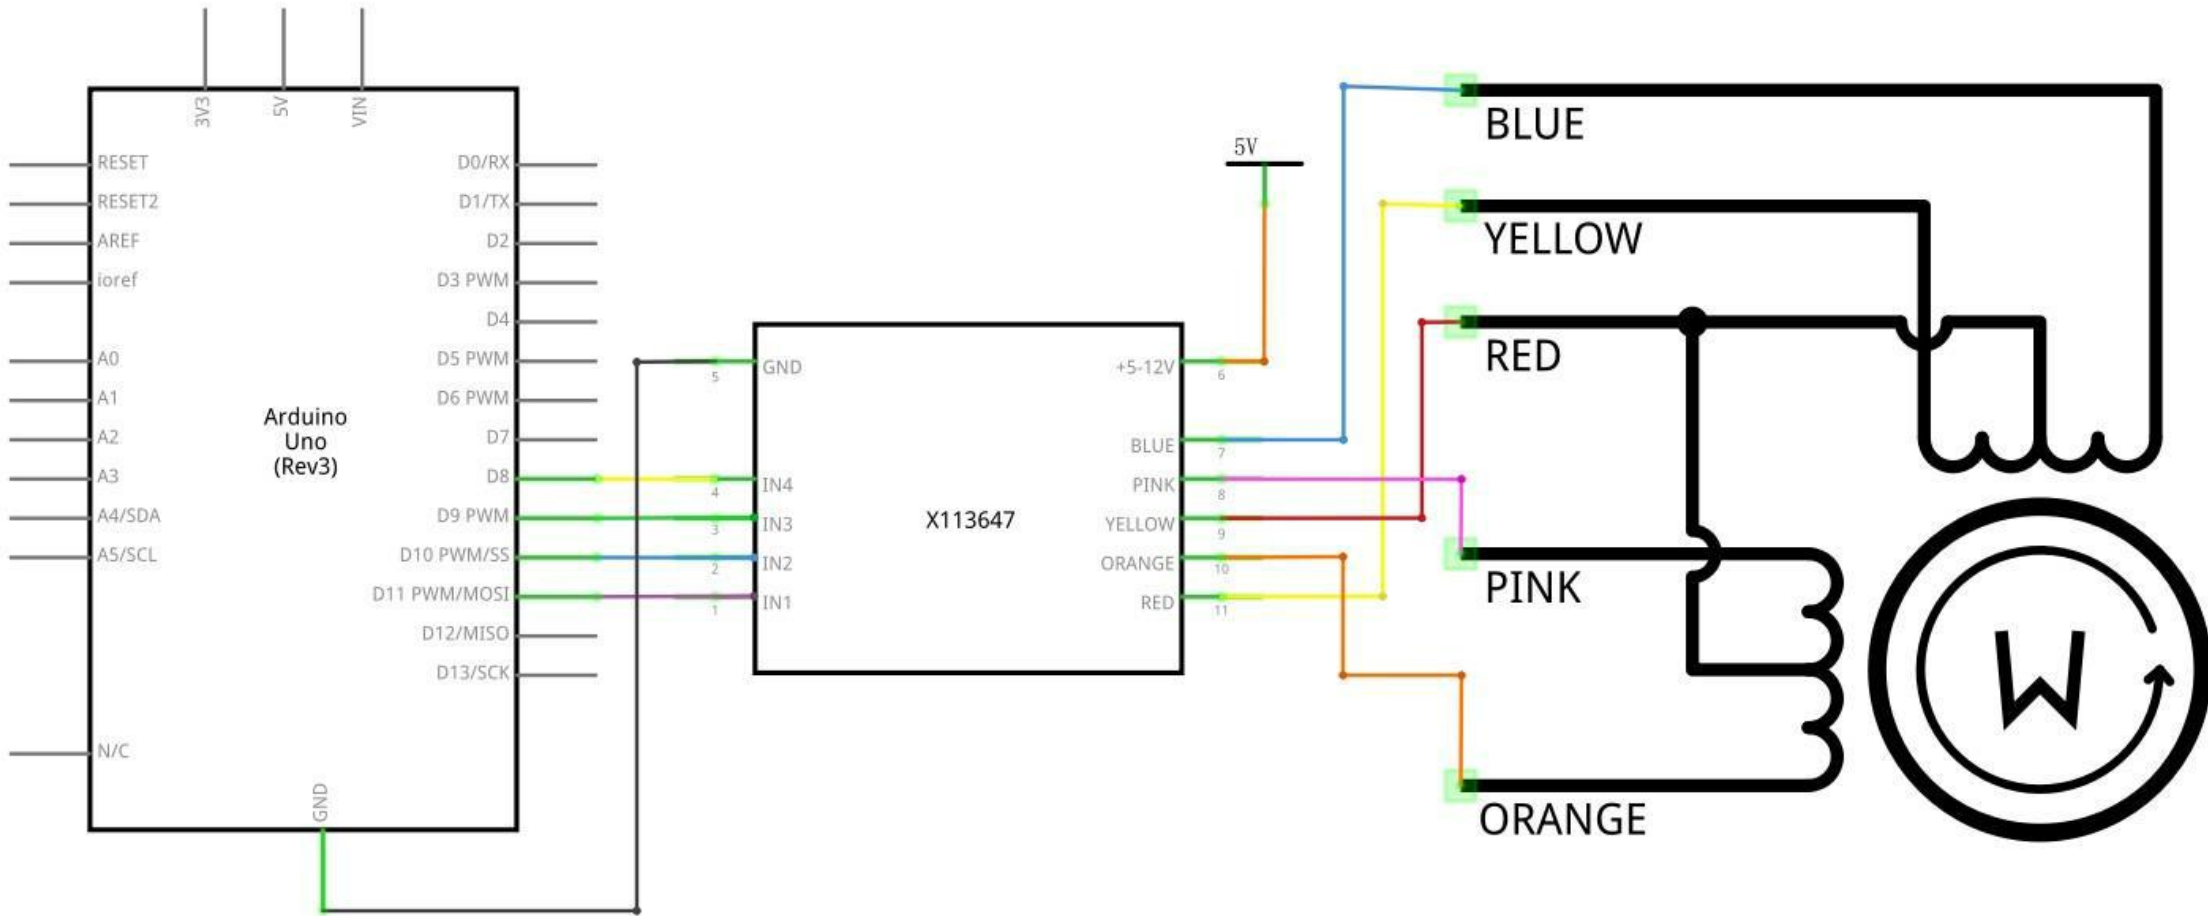 3V3
5V
VIN
RESET
RESET2
AREF
ioref
A0
A1
A2
A3
A4/SDA
A5/SCL
N/C
GND
Arduino
Uno
(Rev3)
D0/RX
D1/TX
D2
D3 PWM
D4
D5 PWM
D6 PWM
D7
D8
D9 PWM
D10 PWM/SS
D11 PWM/MOSI
D12/MISO
D13/SCK
5
4
3
2
1
GND
IN4
IN3
IN2
IN1
X113647
+5-12V
BLUE
PINK
YELLOW
ORANGE
RED
6
7
8
9
10
11
5V
BLUE
YELLOW
RED
PINK
ORANGE
W